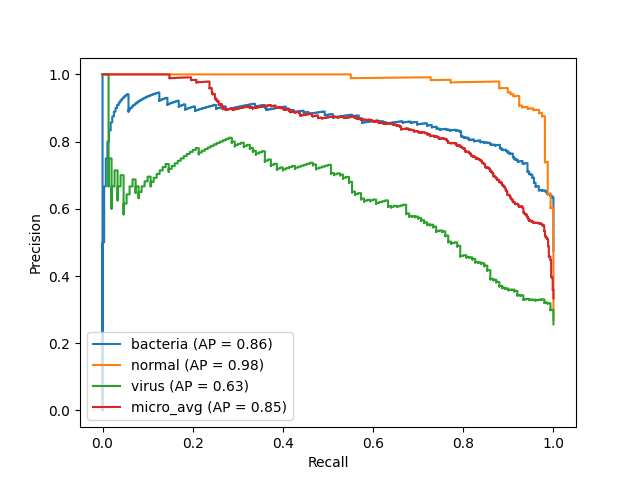 1.0
0.8
0.6
0.4
0.2
0.0
Precision
bacteria (AP = 0.86)
normal (AP = 0.98)
virus (AP = 0.63)
micro_avg (AP = 0.85)
0.0 0.2 0.4 0.6 0.8 1.0
Recall